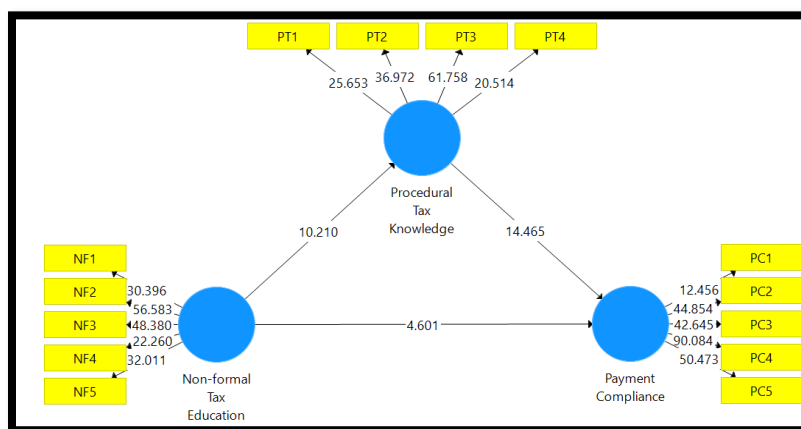 PT1 PT2 PT3 PT4
25.653 36.972 61.758 20.514
Procedural
Tax
Knowledge
10.210 14.465
NF1
NF2
NF3
NF4
NF5
30.396
56.583
48.380
22.260
32.011
Non-formal
Tax
Education
4.601
PC1
PC2
PC3
PC4
PC5
12.456
44.854
42.645
90.084
50.473
Payment
Compliance